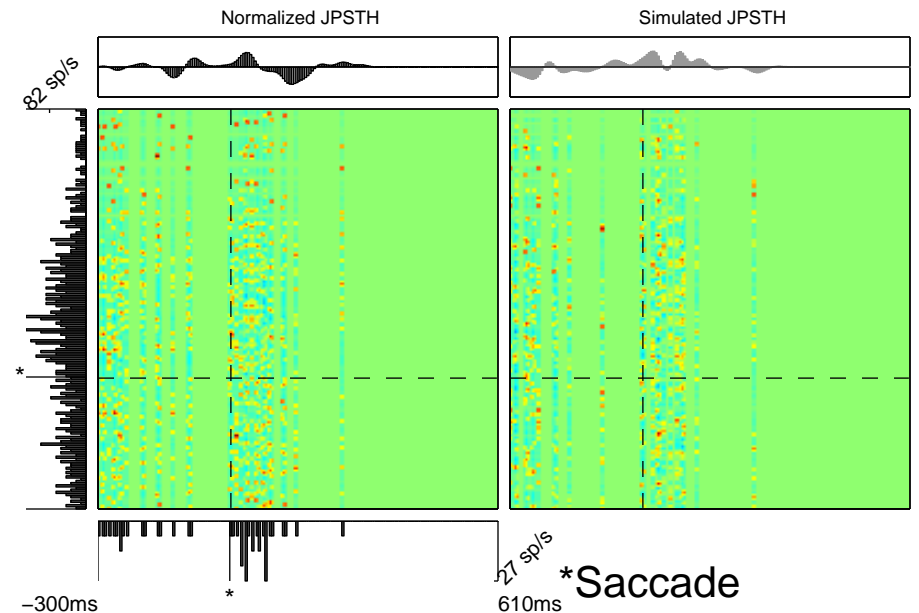 Normalized JPSTH
Simulated JPSTH
82 sp/s
*
27 sp/s
*
*Saccade
−300ms
610ms